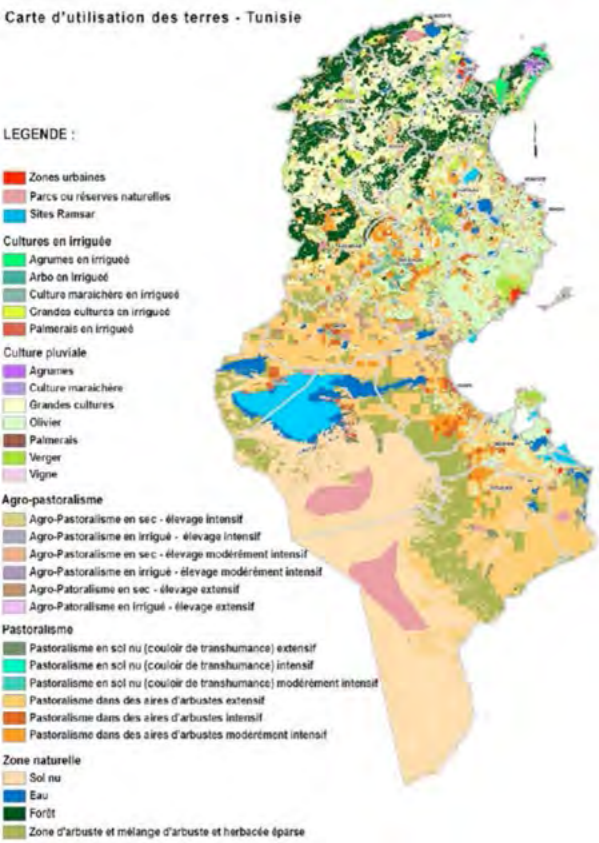 Carte d'utilisation des terres - Tunisie
LEGENDE :
Zones urbaines
Parcs ou réserves naturelles
Sites Ramsar
Cultures en irriguée
Agrumes en irrigueé
Arbo en irrigueé
Culture maraichère en irrigueé
Grandes cultures en irrigueé
Palmerais en irrigueé
Culture pluviale
Agrumes
Culture maraichère
Grandes cultures
Olivier
Palmerais
Verger
Vigne
Agro-pastoralisme
Agro-Pastoralisme en sec - élevage intensif
Agro-Pastoralisme en irrigué - élevage intensif
Agro-Pastoralisme en sec - élevage modérément intensif
Agro-Pastoralisme en irrigué - élevage modérément intensif
Agro-Patoralisme en sec - élevage extensif
Agro-Patoralisme en irrigué - élevage extensif
Pastoralisme
Pastoralisme en sol nu (couloir de transhumance) extensif
Pastoralisme en sol nu (couloir de transhumance) intensif
Pastoralisme en sol nu (couloir de transhumance) modérément intensif
Pastoralisme dans des aires d'arbustes extensif
Pastoralisme dans des aires d'arbustes intensif
Pastoralisme dans des aires d'arbustes modérément intensif
Zone naturelle
Sol nu
Eau
Forêt
Zone d'arbuste et mélange d'arbuste et herbacée éparse